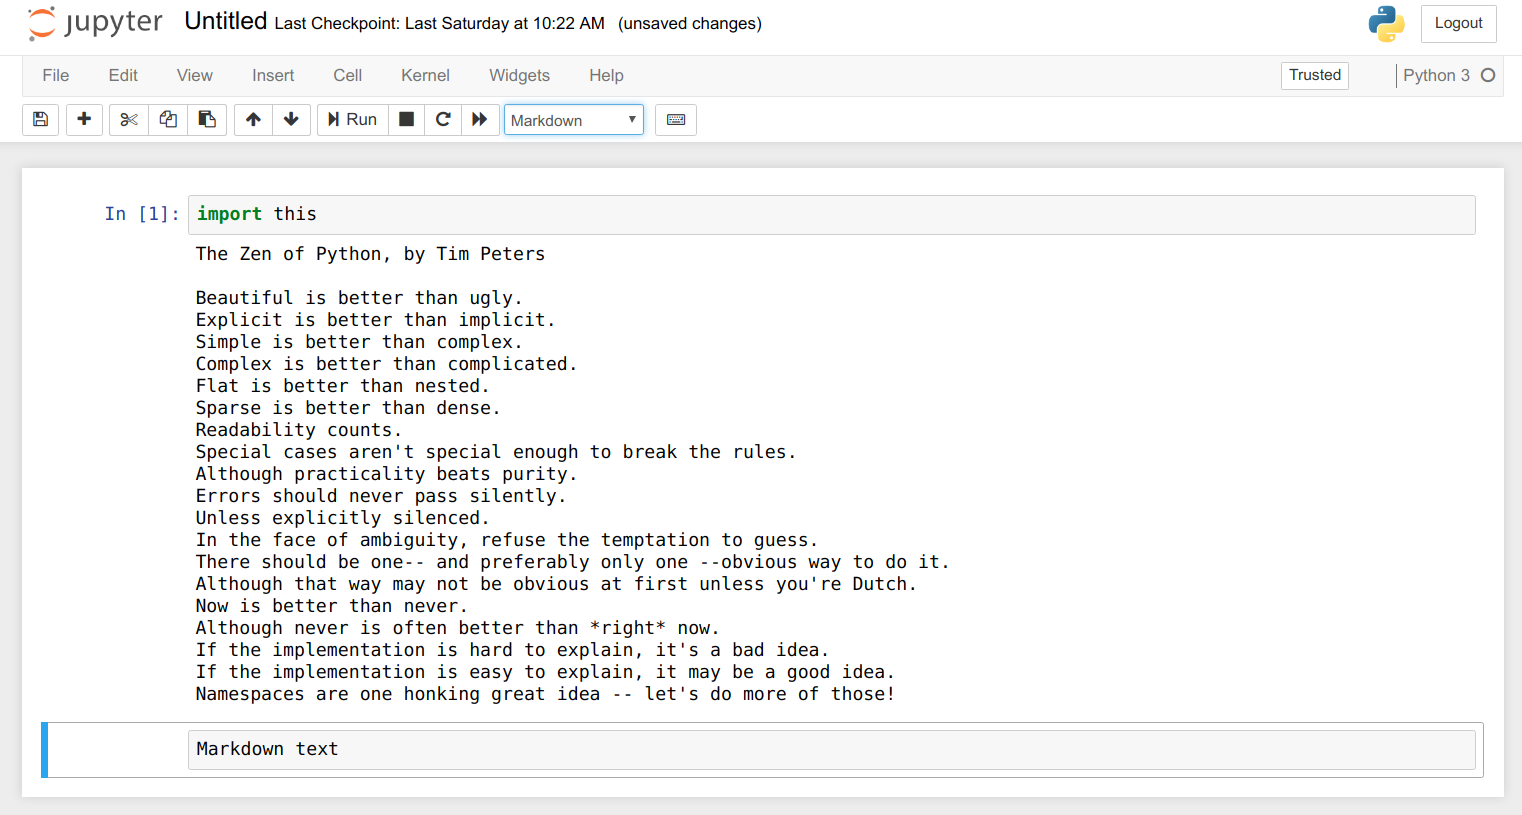 jupyter Untitled Last Checkpoint: Last Saturday at 10:22 AM (unsaved changes) Logout
File Edit View Insert Cell Kernel Widgets Help Trusted Python 3
Run Markdown
In [1]: import this
The Zen of Python, by Tim Peters
Beautiful is better than ugly.
Explicit is better than implicit.
Simple is better than complex.
Complex is better than complicated.
Flat is better than nested.
Sparse is better than dense.
Readability counts.
Special cases aren't special enough to break the rules.
Although practicality beats purity.
Errors should never pass silently.
Unless explicitly silenced.
In the face of ambiguity, refuse the temptation to guess.
There should be one-- and preferably only one --obvious way to do it.
Although that way may not be obvious at first unless you're Dutch.
Now is better than never.
Although never is often better than *right* now.
If the implementation is hard to explain, it's a bad idea.
If the implementation is easy to explain, it may be a good idea.
Namespaces are one honking great idea -- let's do more of those!
Markdown text